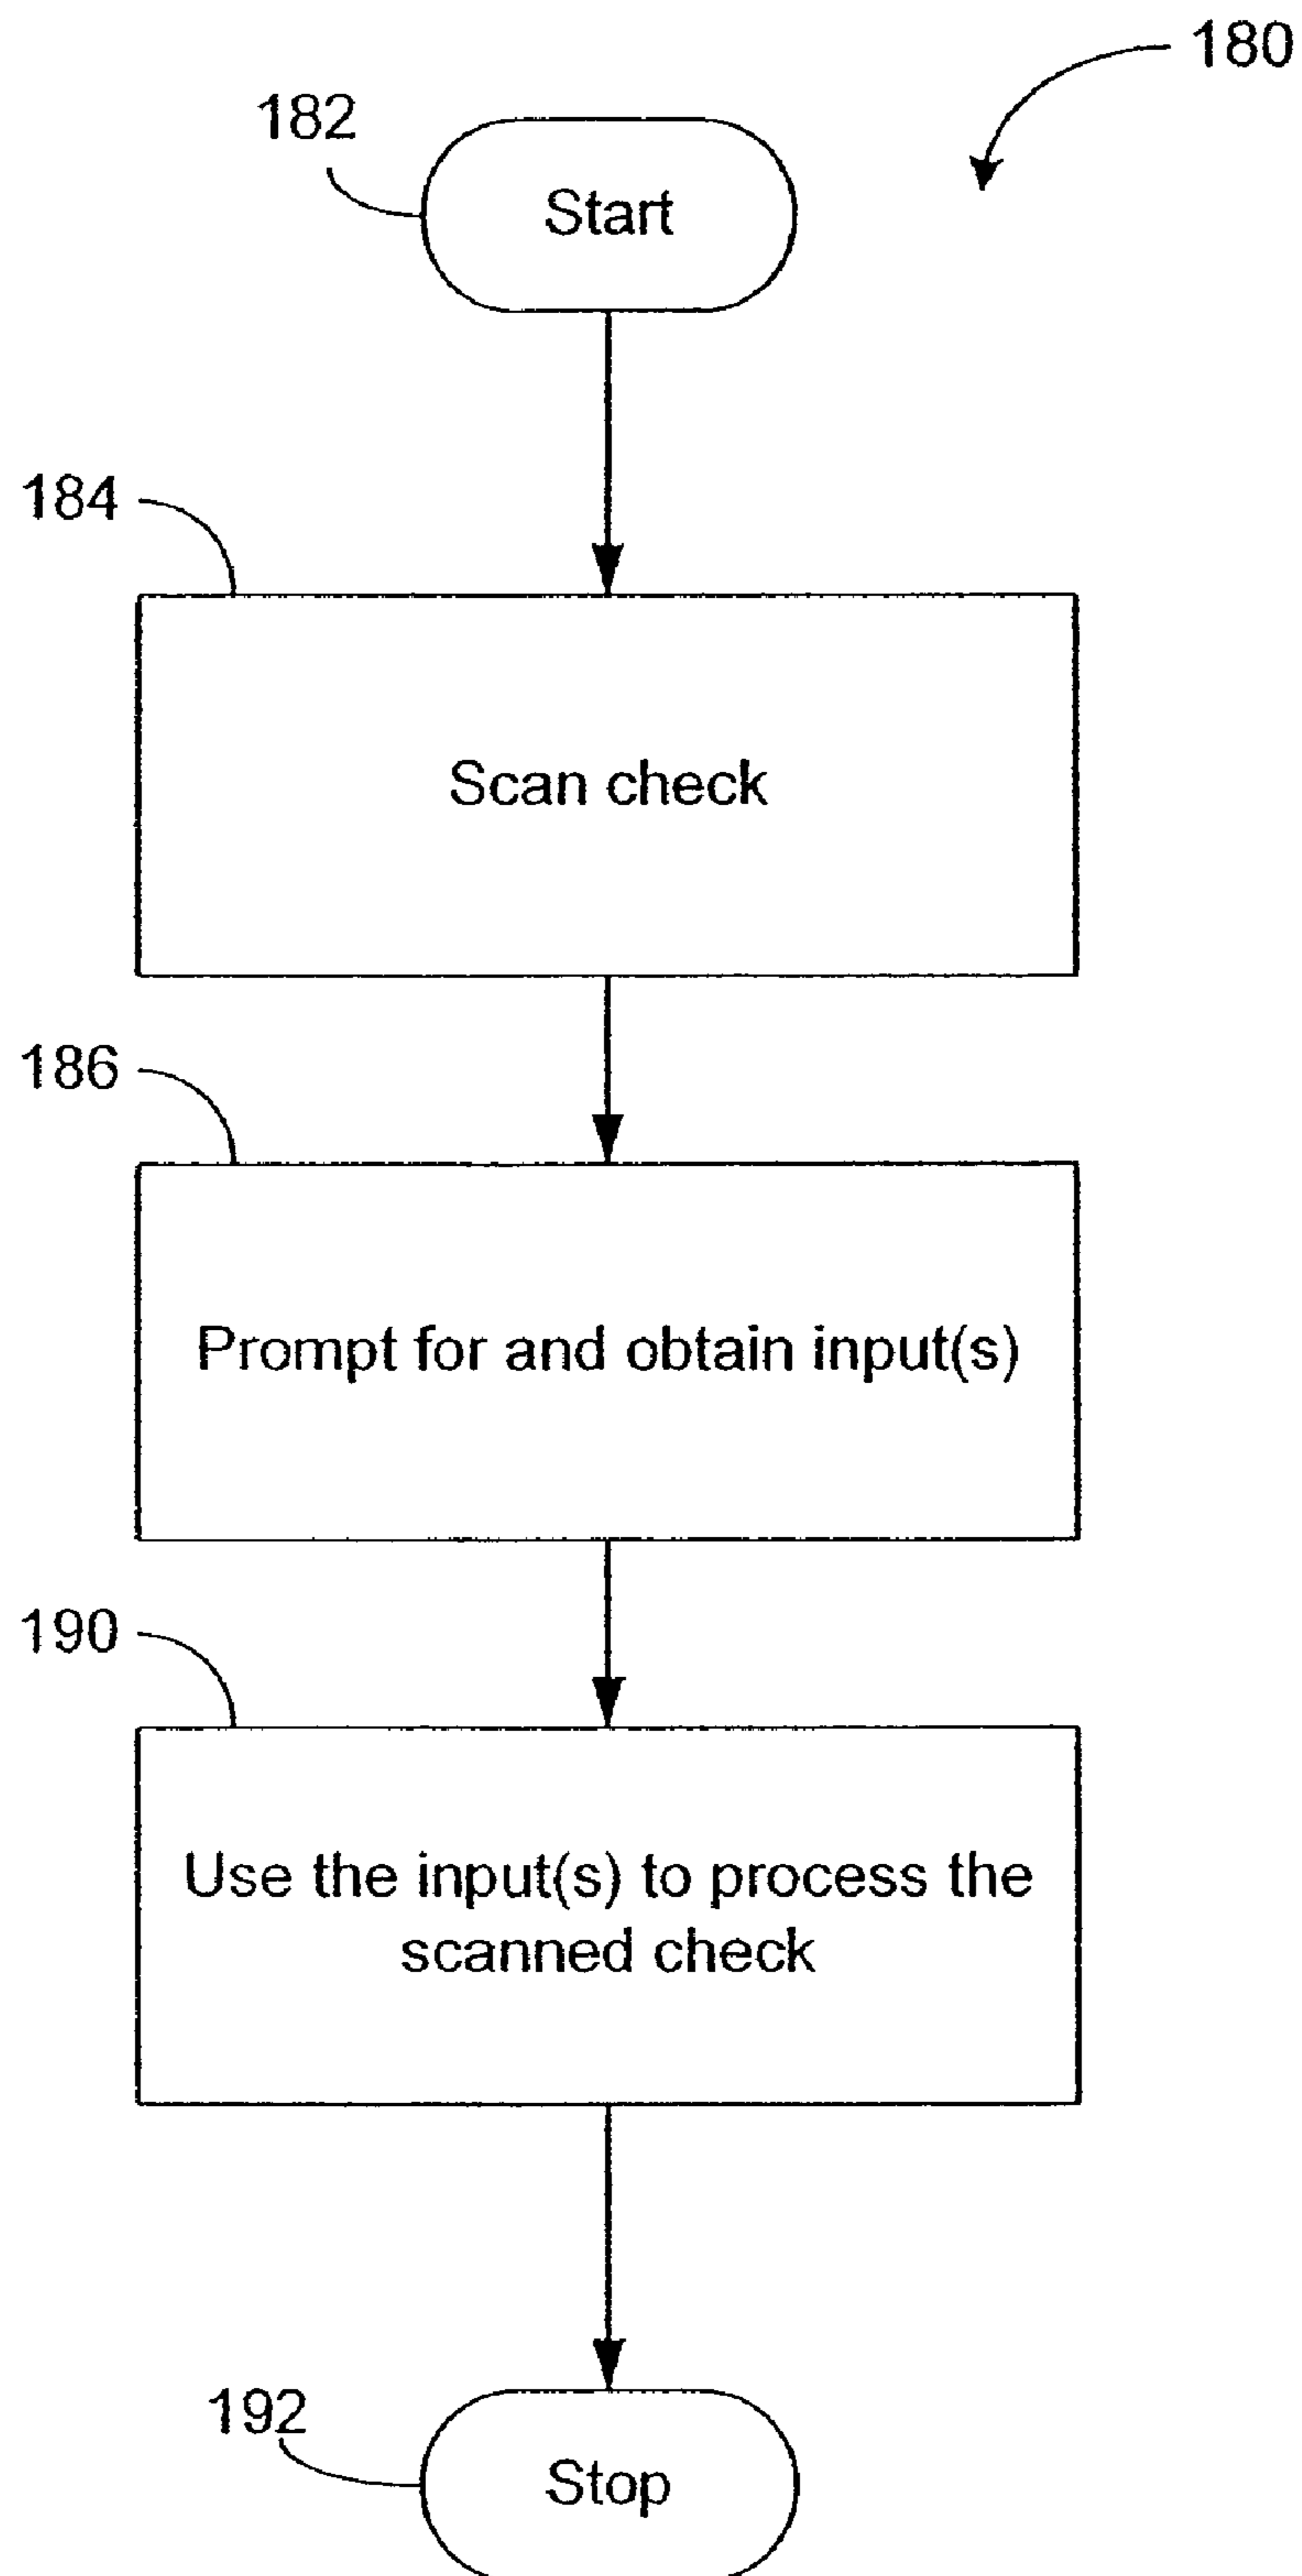 180
182
Start
184
Scan check
186
Prompt for and obtain input(s)
190
Use the input(s) to process the
scanned check
192
Stop